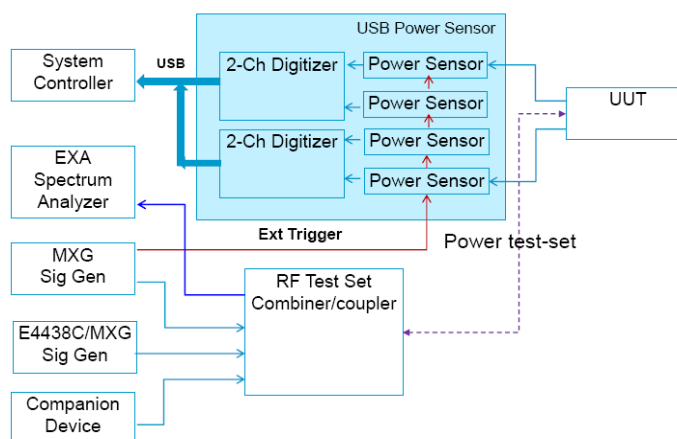 USB Power Sensor
System
Controller
USB
2-Ch Digitizer
Power Sensor
Power Sensor
UUT
2-Ch Digitizer
Power Sensor
Power Sensor
EXA
Spectrum
Analyzer
Ext Trigger
Power test-set
MXG
Sig Gen
RF Test Set
Combiner/coupler
E4438C/MXG
Sig Gen
Companion
Device